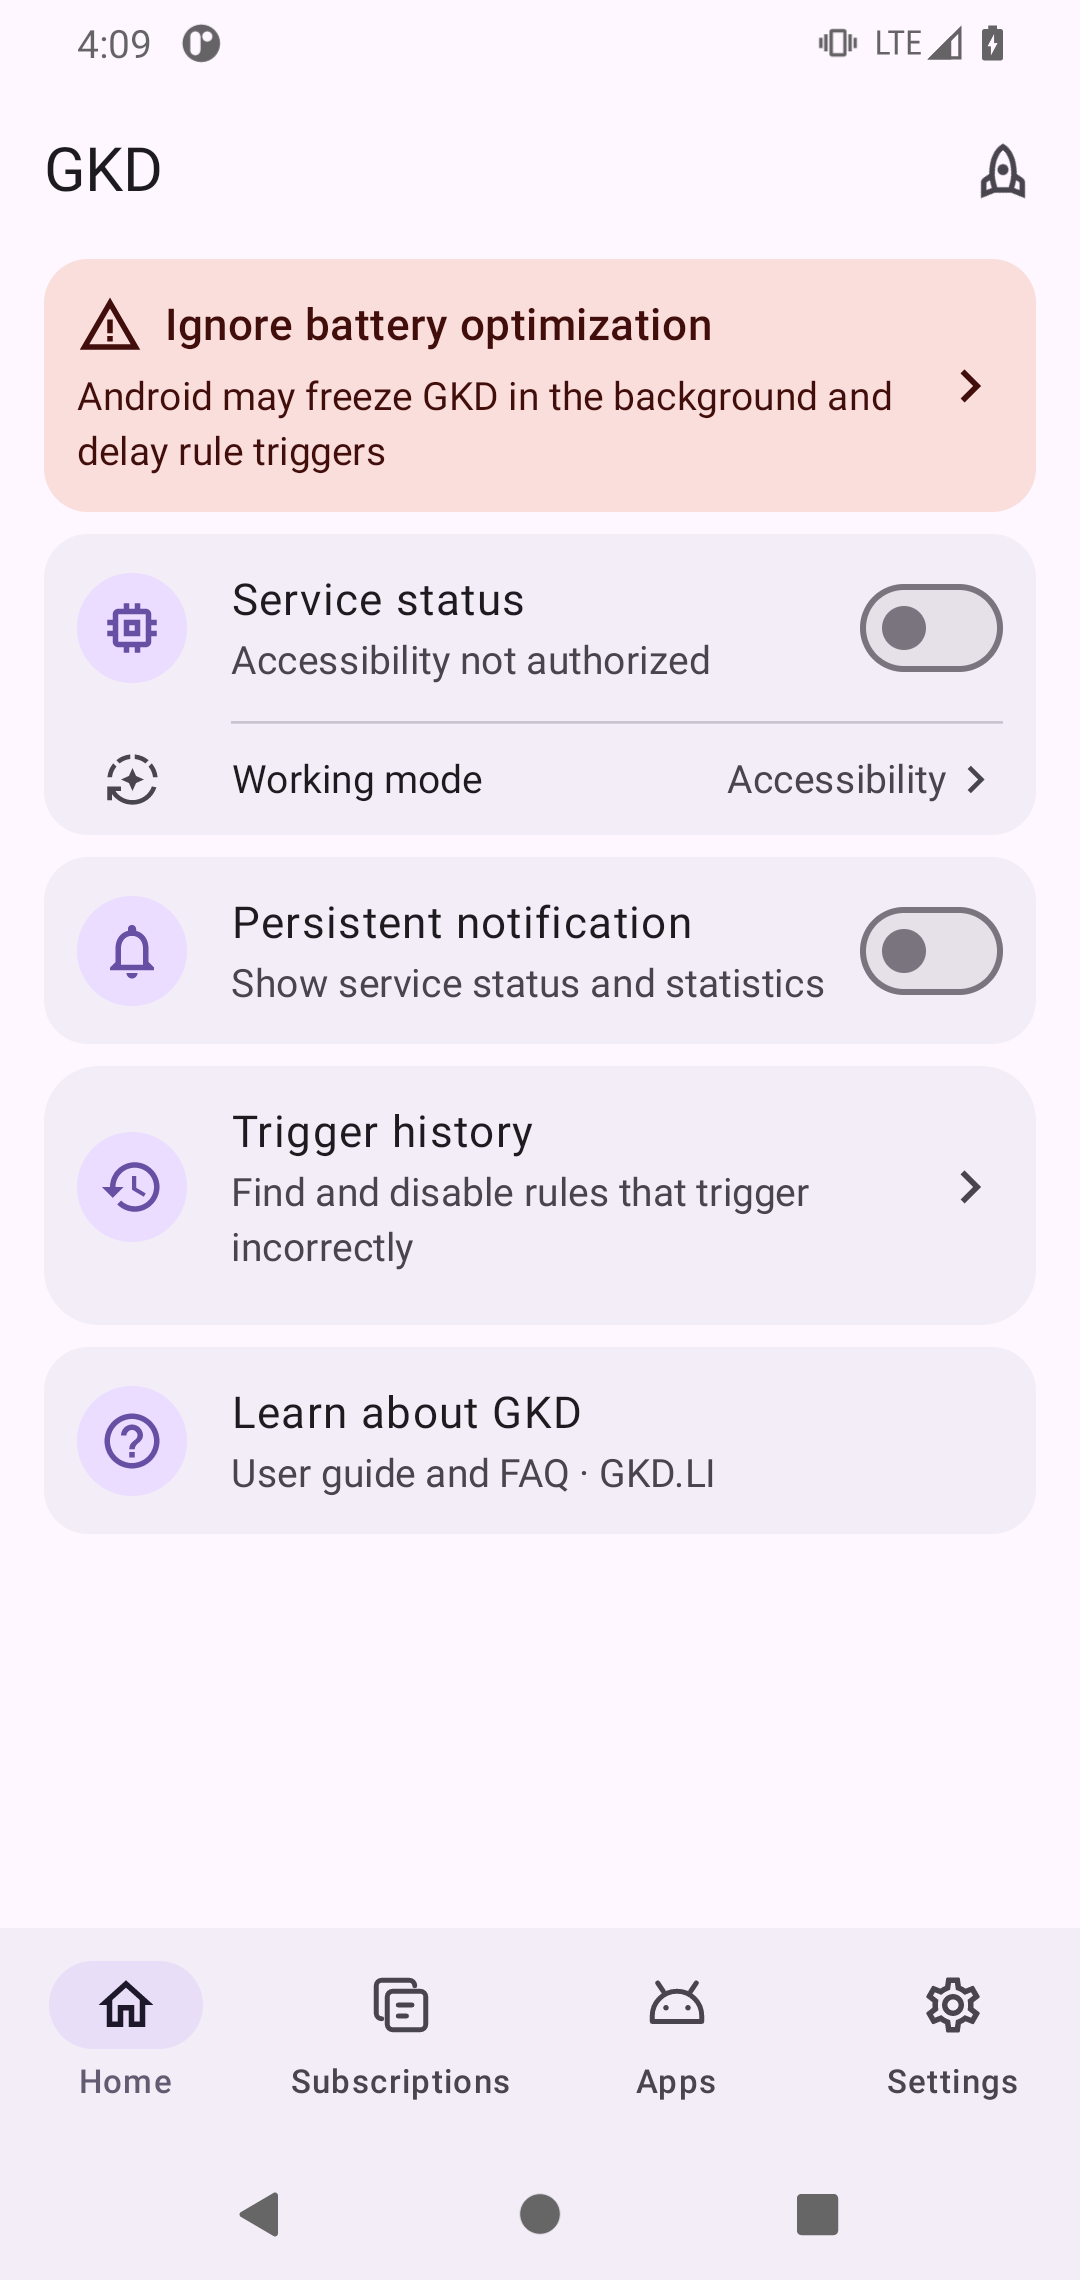 4:09
LTE
GKD
Ignore battery optimization
Android may freeze GKD in the background and
delay rule triggers
Service status
Accessibility not authorized
Working mode
Accessibility
Persistent notification
Show service status and statistics
Trigger history
Find and disable rules that trigger
incorrectly
Learn about GKD
User guide and FAQ · GKD.LI
Home
Subscriptions
Apps
Settings